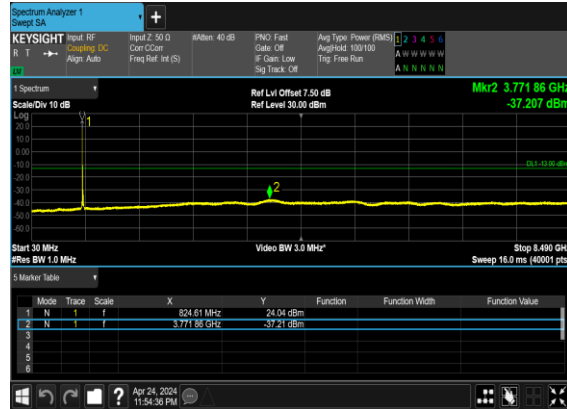 Spectrum Analyzer 1
Swept SA
+
KEYSIGHT
R T
Input: RF
Coupling: DC
Align: Auto
Input Z: 50 Ω
Corr CCorr
Freq Ref: Int (S)
#Atten: 40 dB
PNO: Fast
Gate: Off
IF Gain: Low
Sig Track: Off
Avg Type: Power (RMS)
Avg|Hold: 100/100
Trig: Free Run
1 2 3 4 5 6
A W W W W W
A N N N N N
1 Spectrum
Scale/Div 10 dB
Ref Lvl Offset 7.50 dB
Ref Level 30.00 dBm
Mkr2 3.771 86 GHz
-37.207 dBm
Log
20.0
10.0
0.00
-10.0
-20.0
-30.0
-40.0
-50.0
-60.0
1
2
DL1 -13.00 dBm
Start 30 MHz
#Res BW 1.0 MHz
Video BW 3.0 MHz*
Stop 8.490 GHz
Sweep 16.0 ms (40001 pts)
5 Marker Table
Mode Trace Scale X Y Function Function Width Function Value
1 N 1 f 824.61 MHz 24.04 dBm
2 N 1 f 3.771 86 GHz -37.21 dBm
3
4
5
6
?
Apr 24, 2024
11:54:36 PM